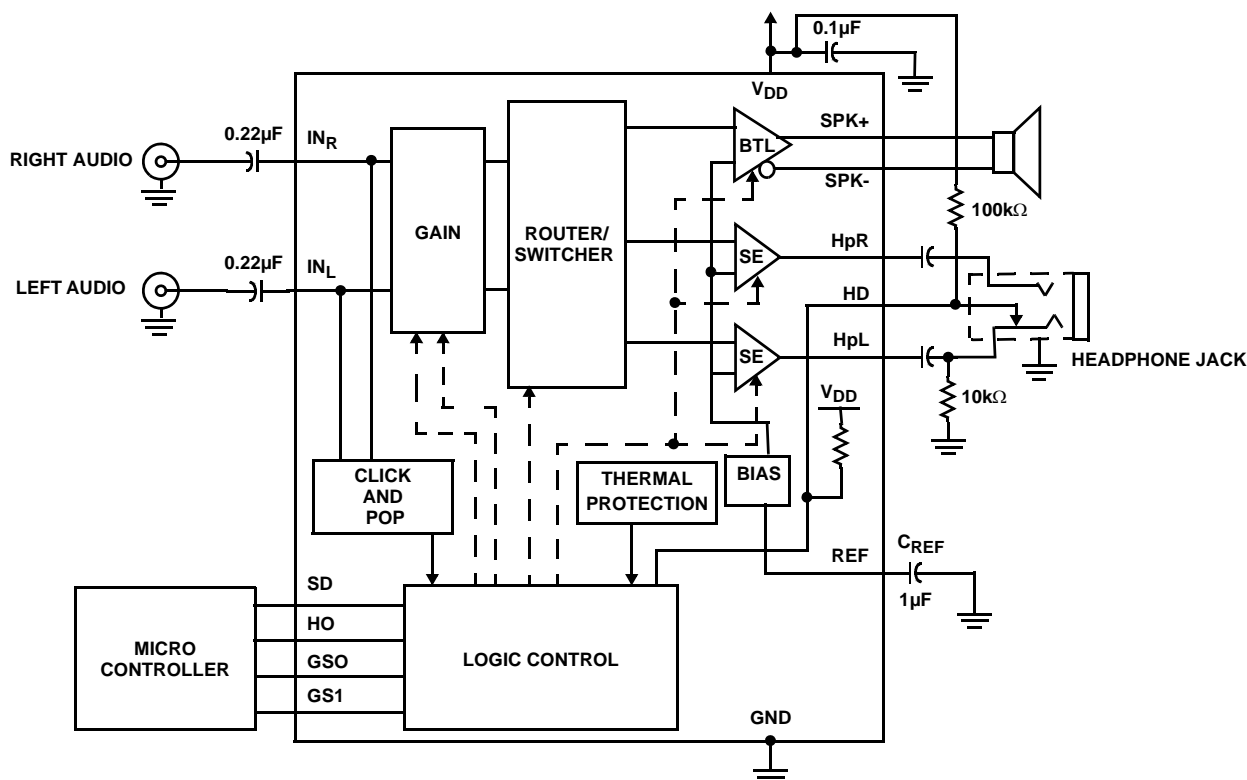 0.1µF
VDD
0.22µF
INR
SPK+
RIGHT AUDIO
BTL
SPK-
100kΩ
GAIN
ROUTER/
SWITCHER
HpR
SE
0.22µF
INL
LEFT AUDIO
HD
SE
HpL
HEADPHONE JACK
VDD
10kΩ
CLICK
AND
POP
THERMAL
PROTECTION
BIAS
REF
CREF
1µF
SD
HO
MICRO
CONTROLLER
LOGIC CONTROL
GSO
GS1
GND